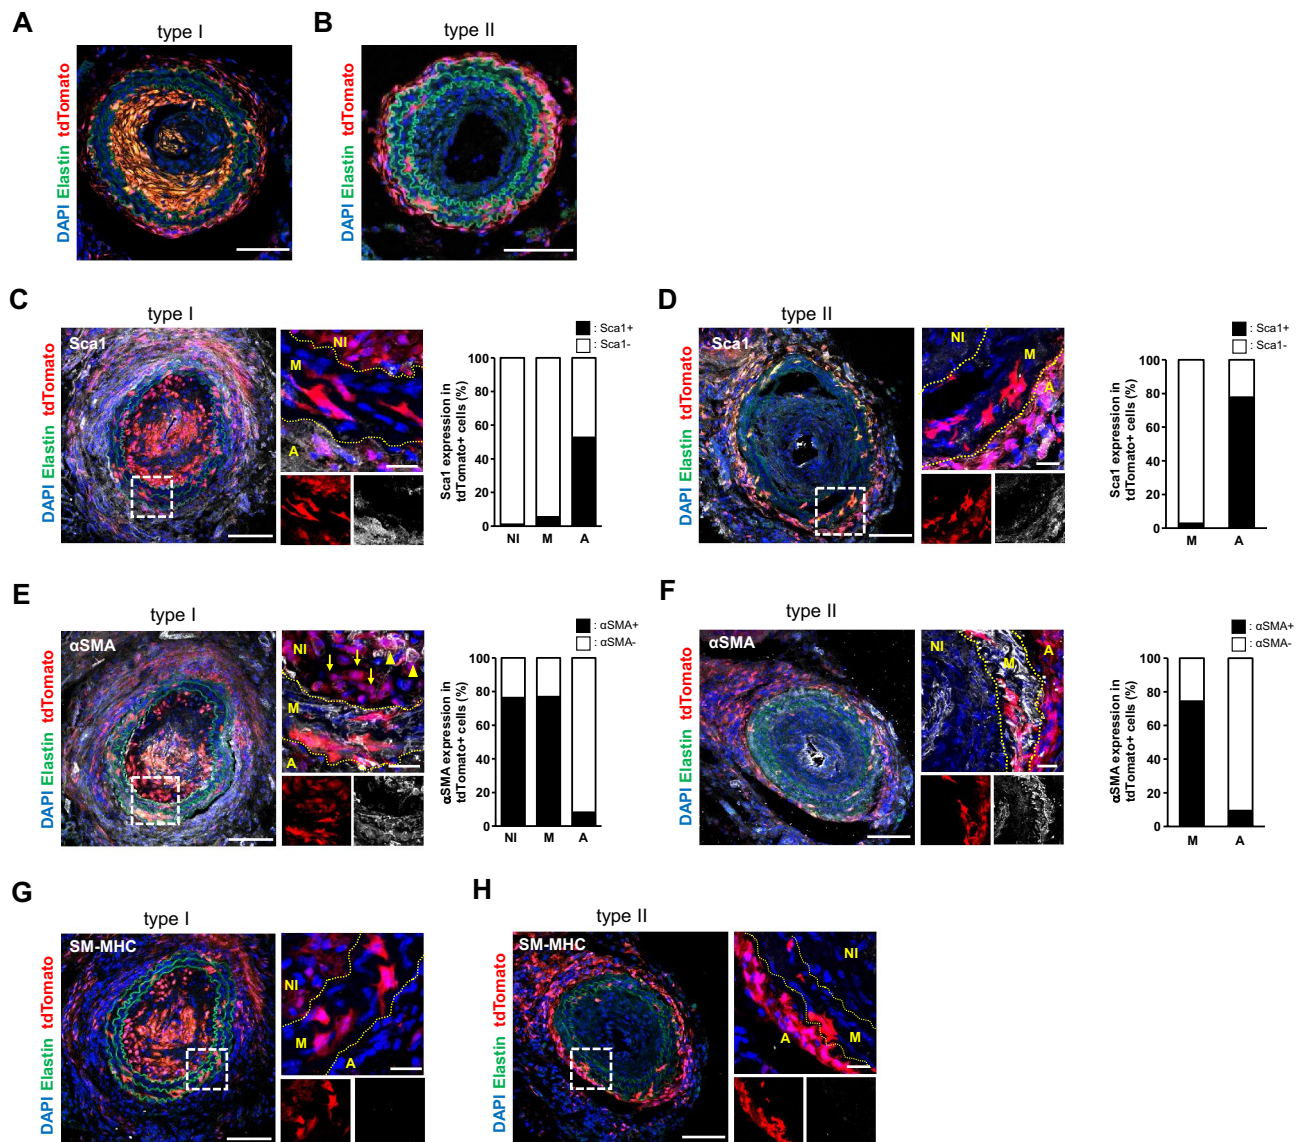 A
type I
DAPI Elastin tdTomato
B
type II
DAPI Elastin tdTomato
C
type I
DAPI Elastin tdTomato
Sca1
NI
M
A
: Sca1+
: Sca1-
Sca1 expression in
tdTomato+ cells (%)
100
80
60
40
20
0
NI M A
D
type II
DAPI Elastin tdTomato
Sca1
NI
M
A
: Sca1+
: Sca1-
Sca1 expression in
tdTomato+ cells (%)
100
80
60
40
20
0
M A
E
type I
DAPI Elastin tdTomato
αSMA
NI
M
A
: αSMA+
: αSMA-
αSMA expression in
tdTomato+ cells (%)
100
80
60
40
20
0
NI M A
F
type II
DAPI Elastin tdTomato
αSMA
NI
M
A
: αSMA+
: αSMA-
αSMA expression in
tdTomato+ cells (%)
100
80
60
40
20
0
M A
G
type I
DAPI Elastin tdTomato
SM-MHC
NI
M
A
H
type II
DAPI Elastin tdTomato
SM-MHC
NI
M
A